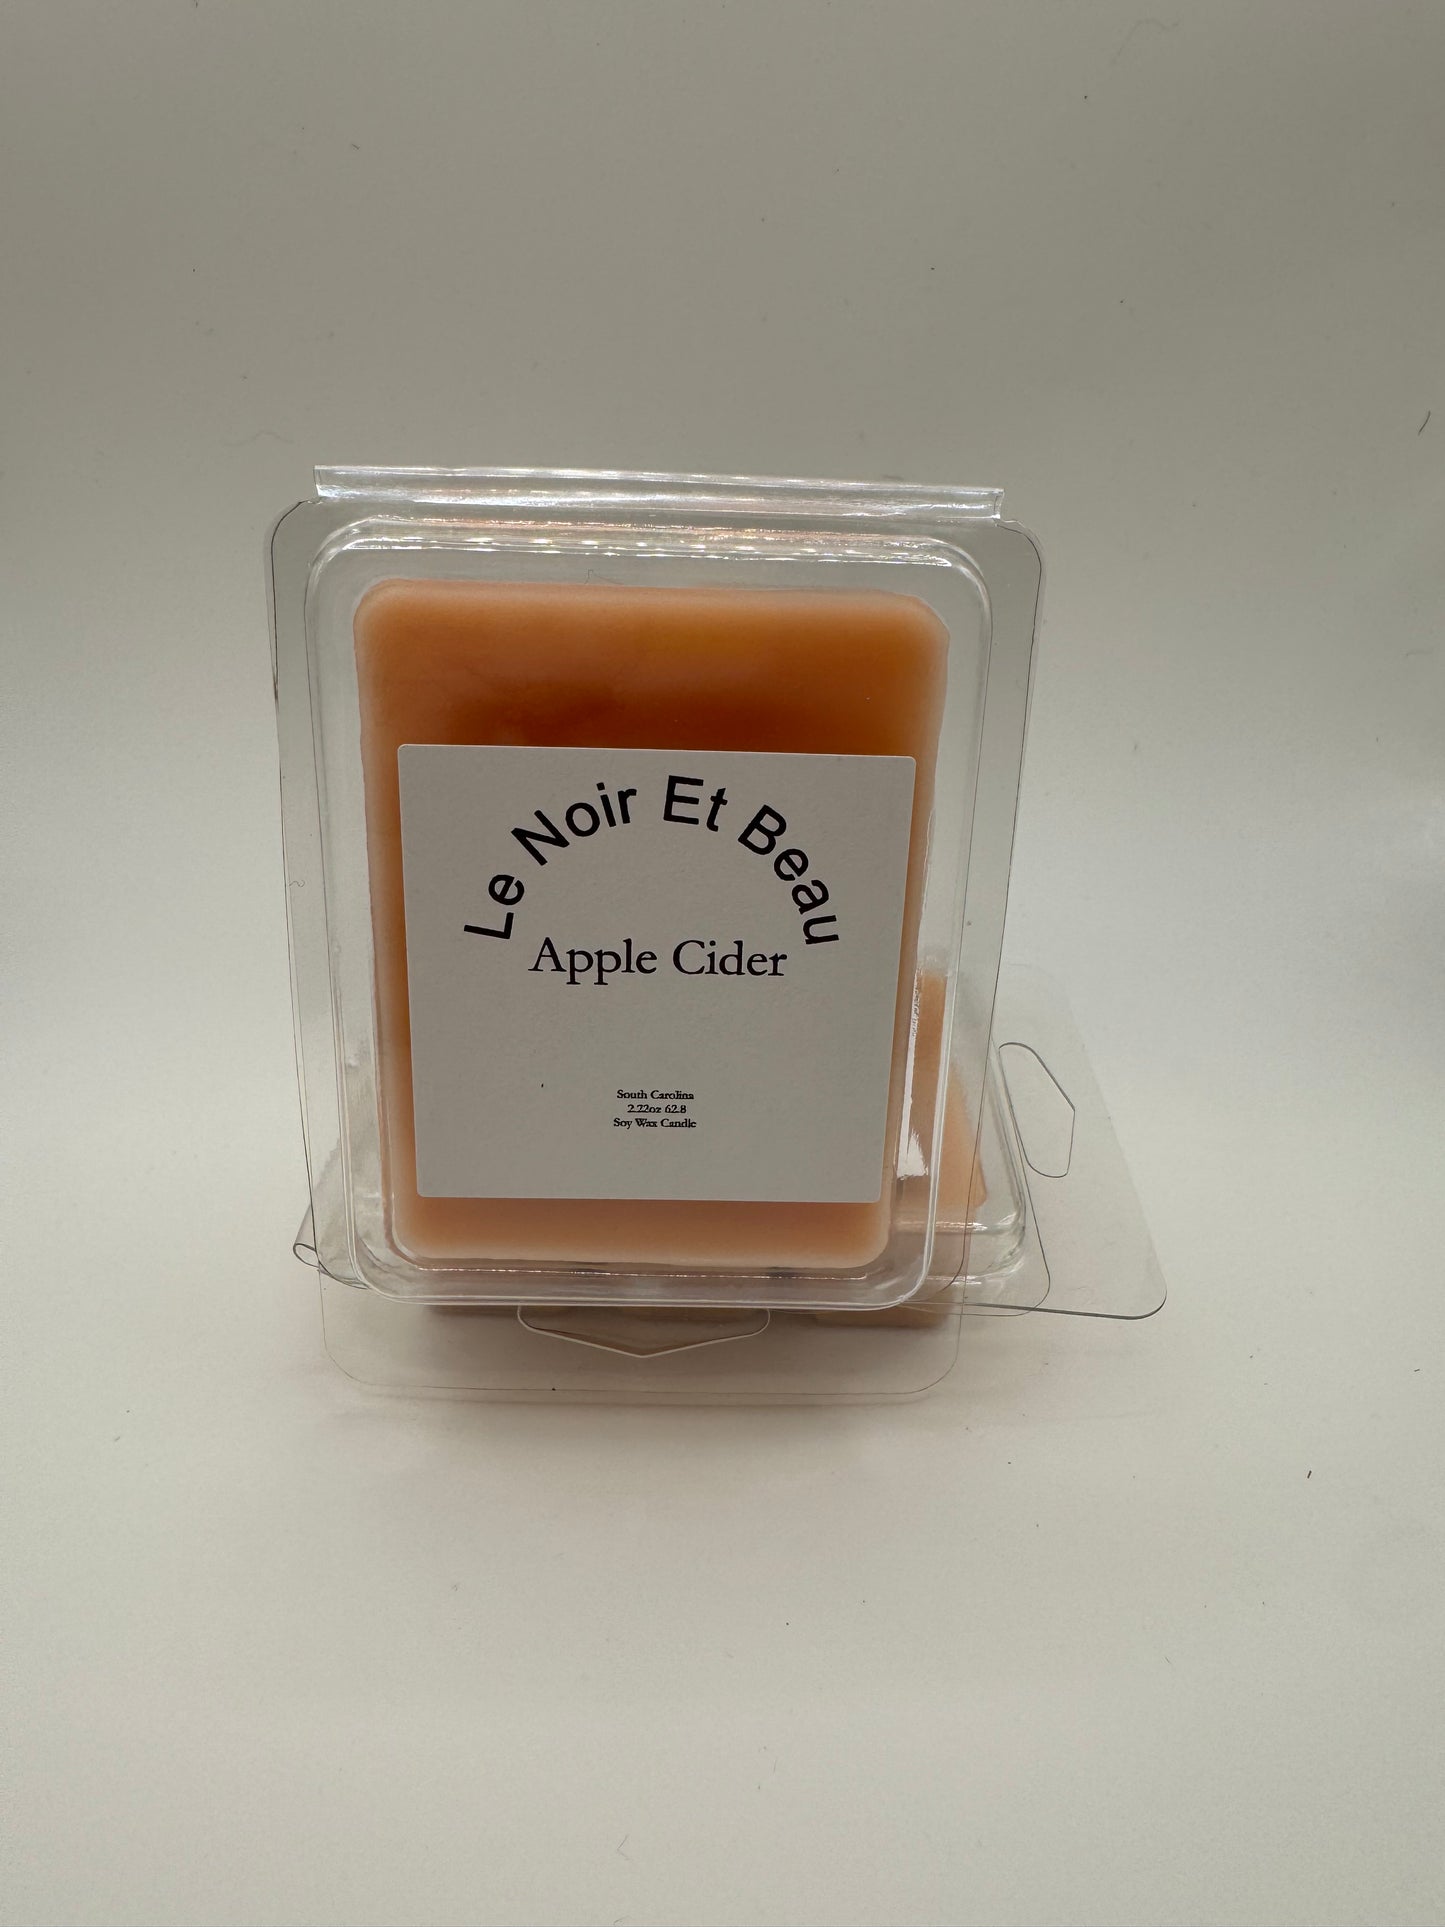 Le Noir Et Beau
Apple Cider
South Carolina
2.22oz 62.8
Soy Wax Candle